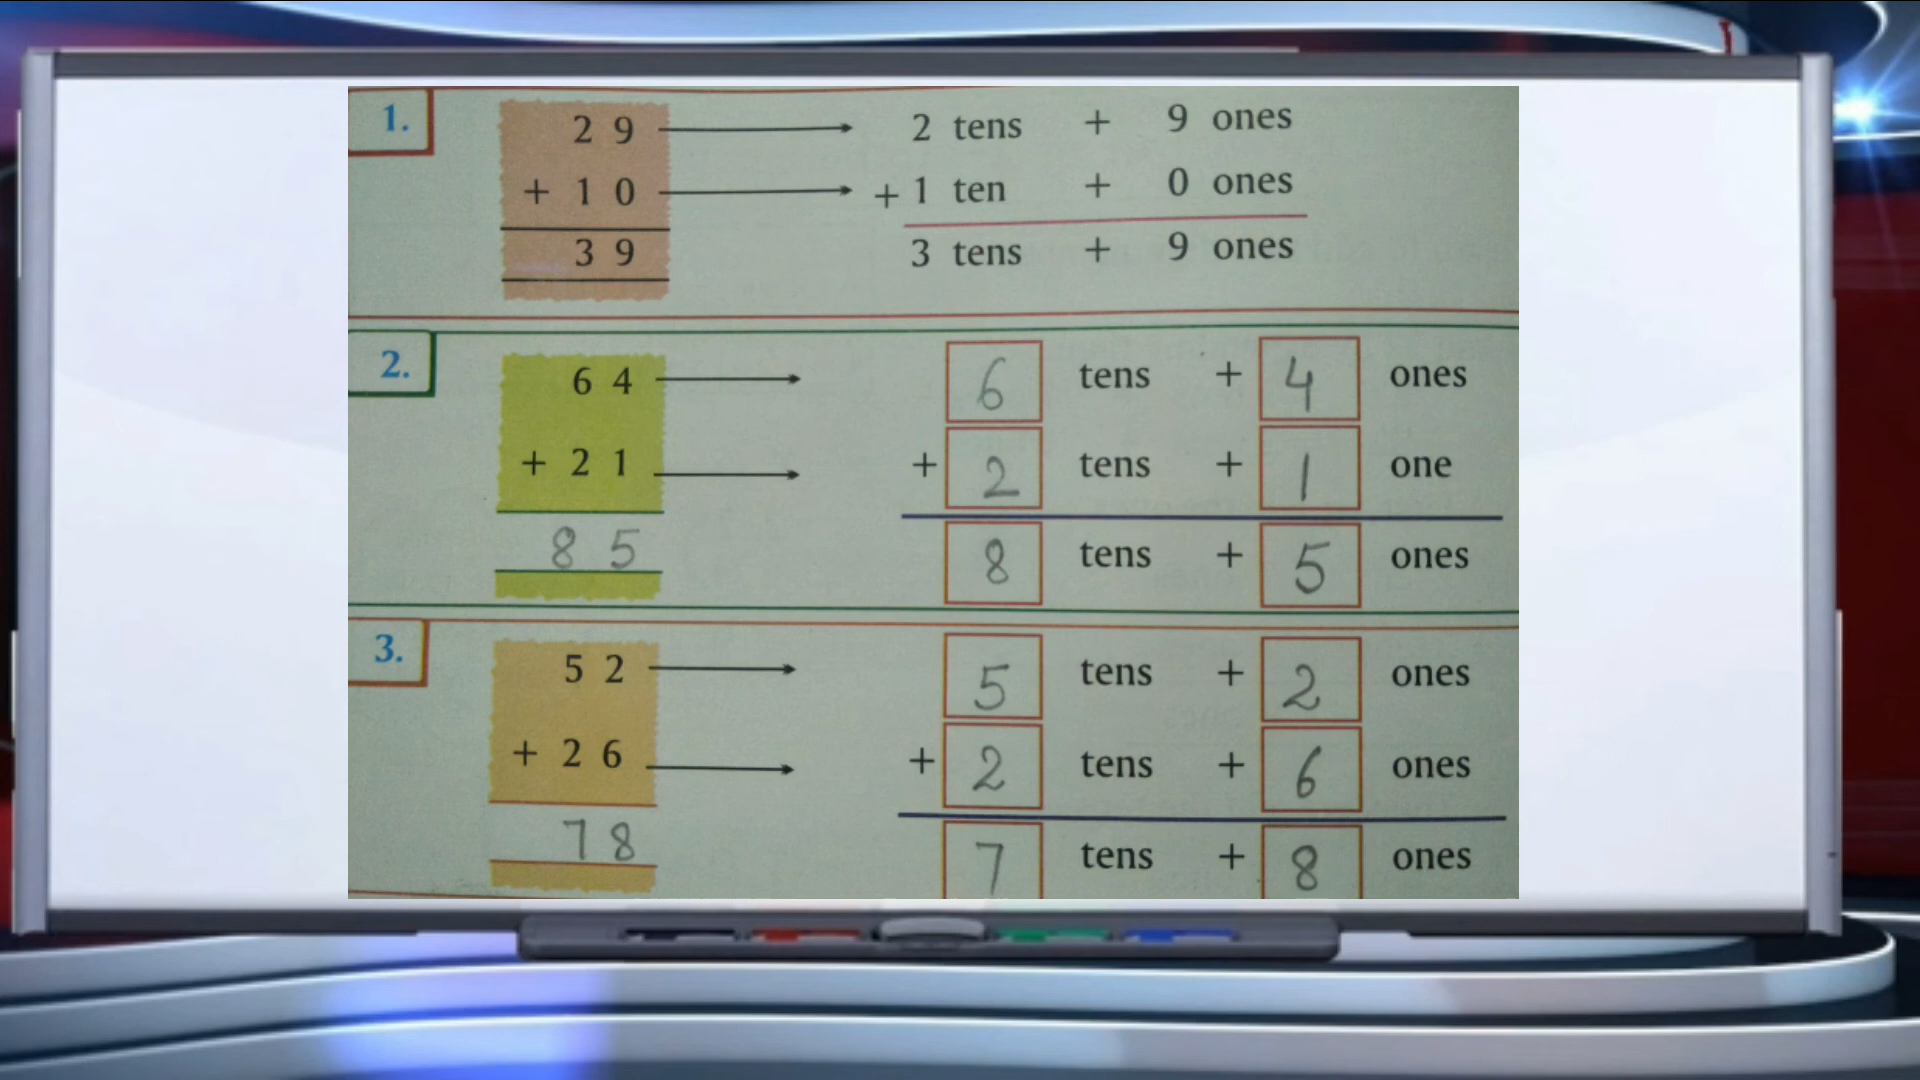 1.
2 9 → 2 tens + 9 ones
+ 1 0 → + 1 ten + 0 ones
3 9 3 tens + 9 ones
2.
6 4 → 6 tens + 4 ones
+ 2 1 → + 2 tens + 1 one
8 5 8 tens + 5 ones
3.
5 2 → 5 tens + 2 ones
+ 2 6 → + 2 tens + 6 ones
7 8 7 tens + 8 ones